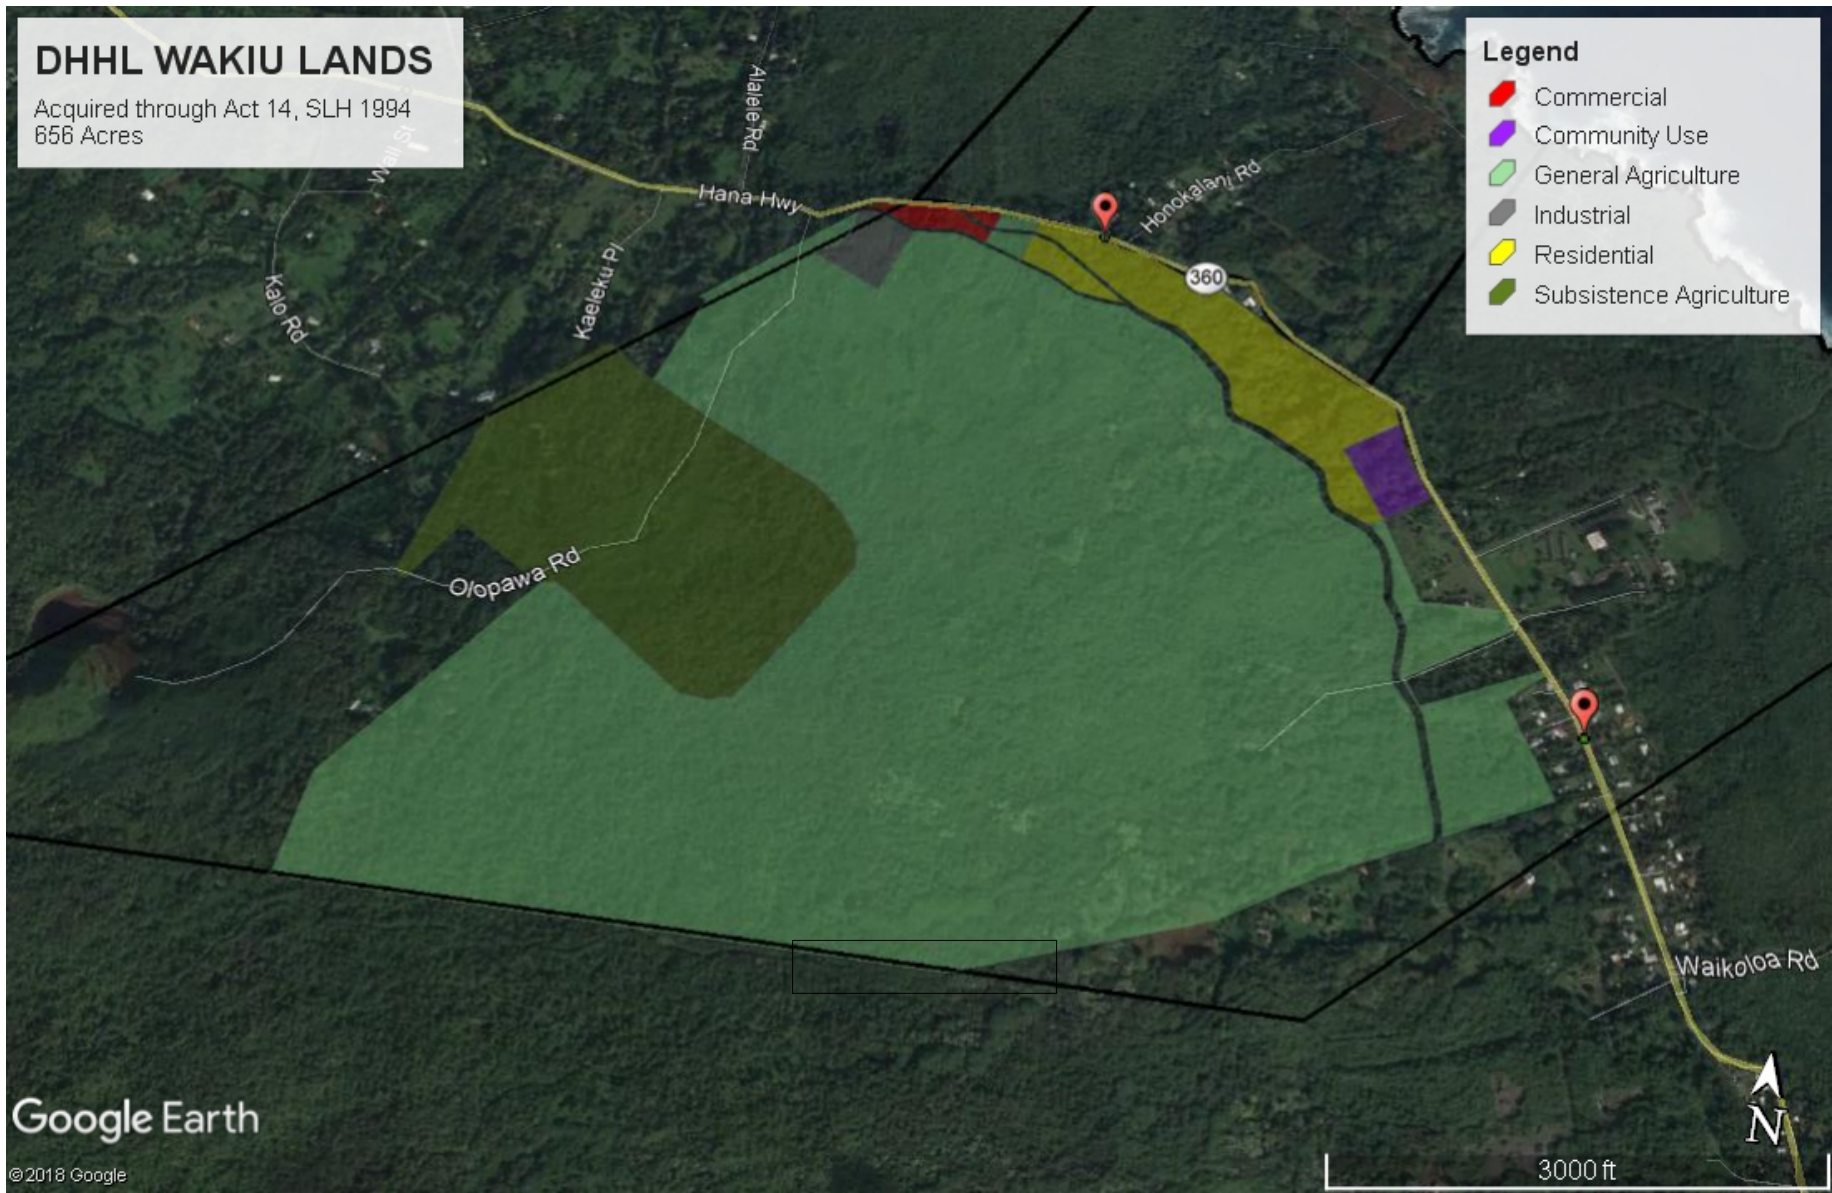 DHHL WAKIU LANDS
Acquired through Act 14, SLH 1994
656 Acres
Legend
Commercial
Community Use
General Agriculture
Industrial
Residential
Subsistence Agriculture
Wall St
Alalele Rd
Hana Hwy
Honokalani Rd
Kalo Rd
Kaeleku Pl
360
Olopawa Rd
Waikoloa Rd
N
Google Earth
©2018 Google
3000 ft